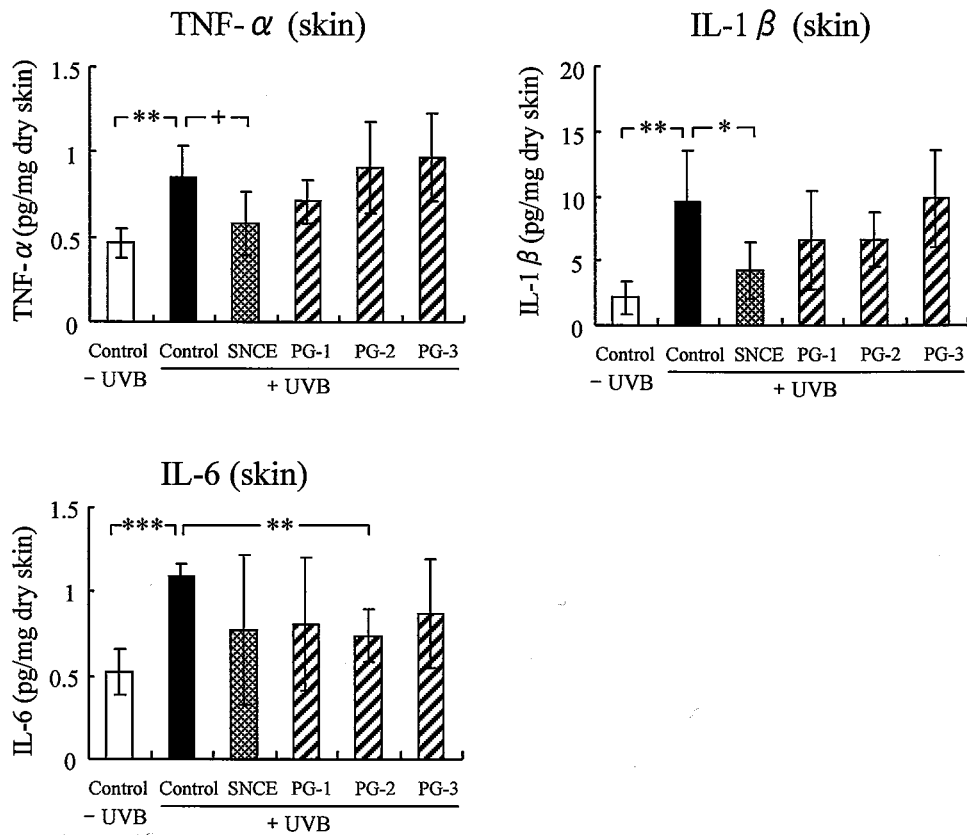 TNF-α (skin)
TNF-α (pg/mg dry skin)
1.5
1
0.5
0
** +
Control Control SNCE PG-1 PG-2 PG-3
− UVB + UVB
IL-1 β (skin)
IL-1 β (pg/mg dry skin)
20
15
10
5
0
** *
Control Control SNCE PG-1 PG-2 PG-3
− UVB + UVB
IL-6 (skin)
IL-6 (pg/mg dry skin)
1.5
1
0.5
0
*** **
Control Control SNCE PG-1 PG-2 PG-3
− UVB + UVB